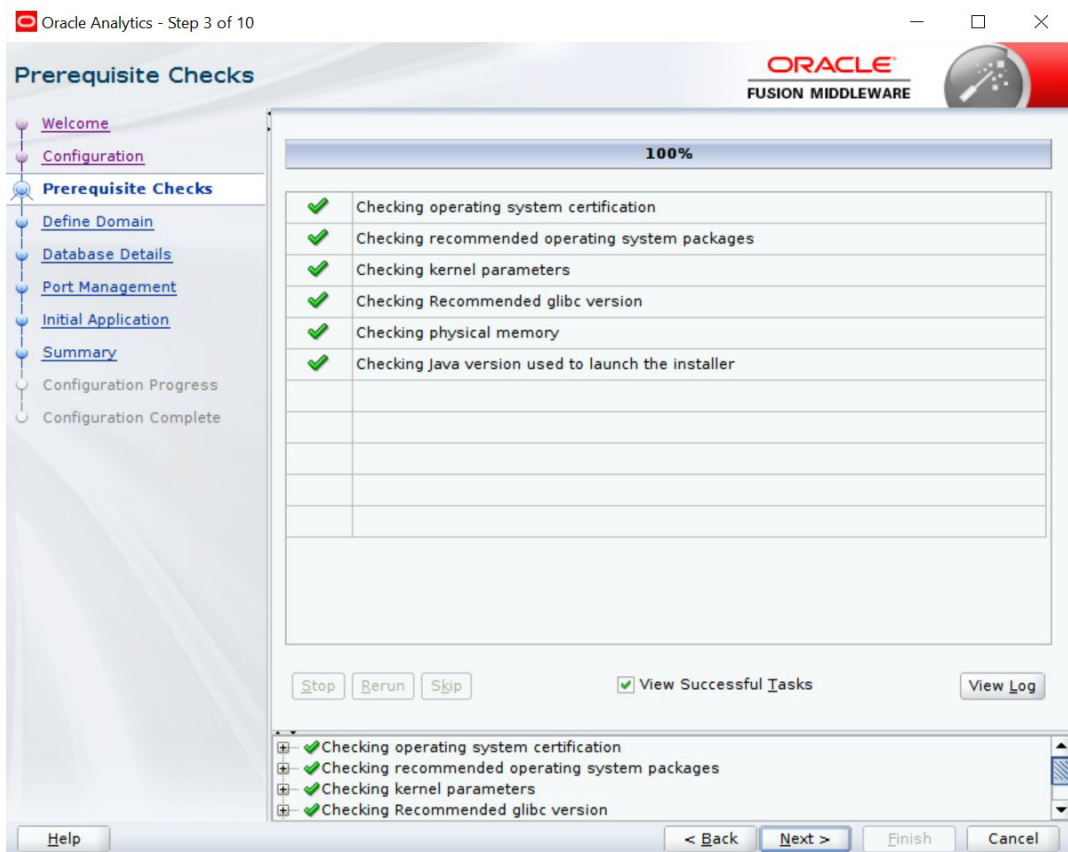 Oracle Analytics - Step 3 of 10
Prerequisite Checks
ORACLE
FUSION MIDDLEWARE
Welcome
Configuration
Prerequisite Checks
Define Domain
Database Details
Port Management
Initial Application
Summary
Configuration Progress
Configuration Complete
100%
Checking operating system certification
Checking recommended operating system packages
Checking kernel parameters
Checking Recommended glibc version
Checking physical memory
Checking Java version used to launch the installer
Stop Rerun Skip View Successful Tasks View Log
Checking operating system certification
Checking recommended operating system packages
Checking kernel parameters
Checking Recommended glibc version
Help < Back Next > Finish Cancel